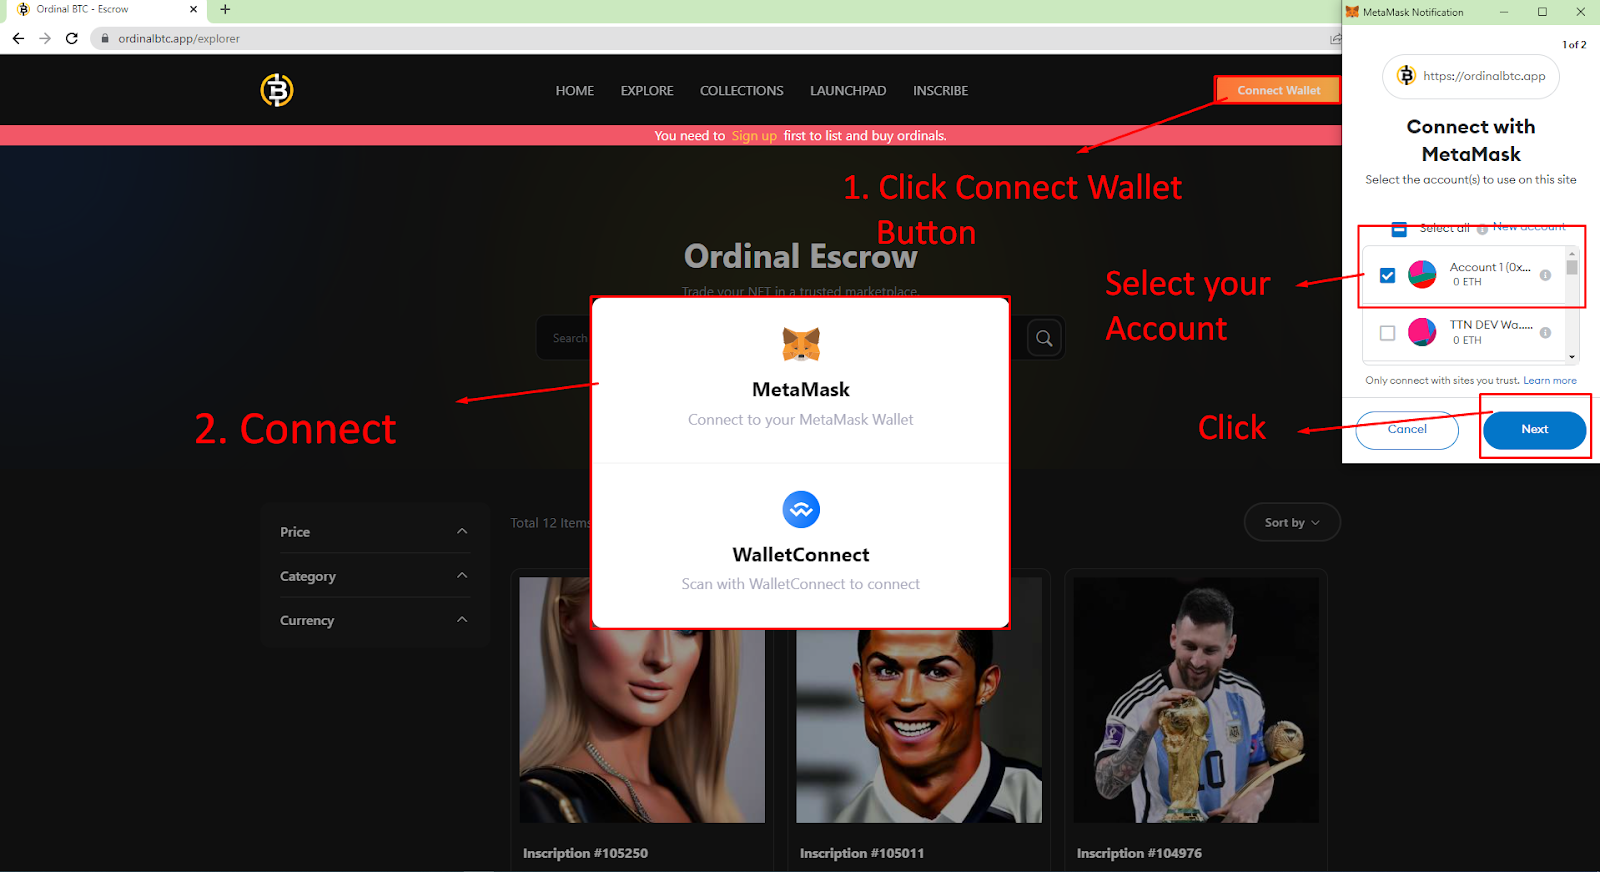 Ordinal BTC - Escrow
ordinalbtc.app/explorer
HOME EXPLORE COLLECTIONS LAUNCHPAD INSCRIBE
Connect Wallet
You need to Sign up first to list and buy ordinals.
1. Click Connect Wallet
Button
Ordinal Escrow
Trade your NFT in a trusted marketplace.
Search
MetaMask
Connect to your MetaMask Wallet
WalletConnect
Scan with WalletConnect to connect
2. Connect
Price
Category
Currency
Total 12 Items
Sort by
10
Inscription #105250
Inscription #105011
Inscription #104976
MetaMask Notification
1 of 2
https://ordinalbtc.app
Connect with
MetaMask
Select the account(s) to use on this site
Select all New account
Account 1 (0x...
0 ETH
Select your
Account
TTN DEV Wa.....
0 ETH
Only connect with sites you trust. Learn more
Click
Cancel Next